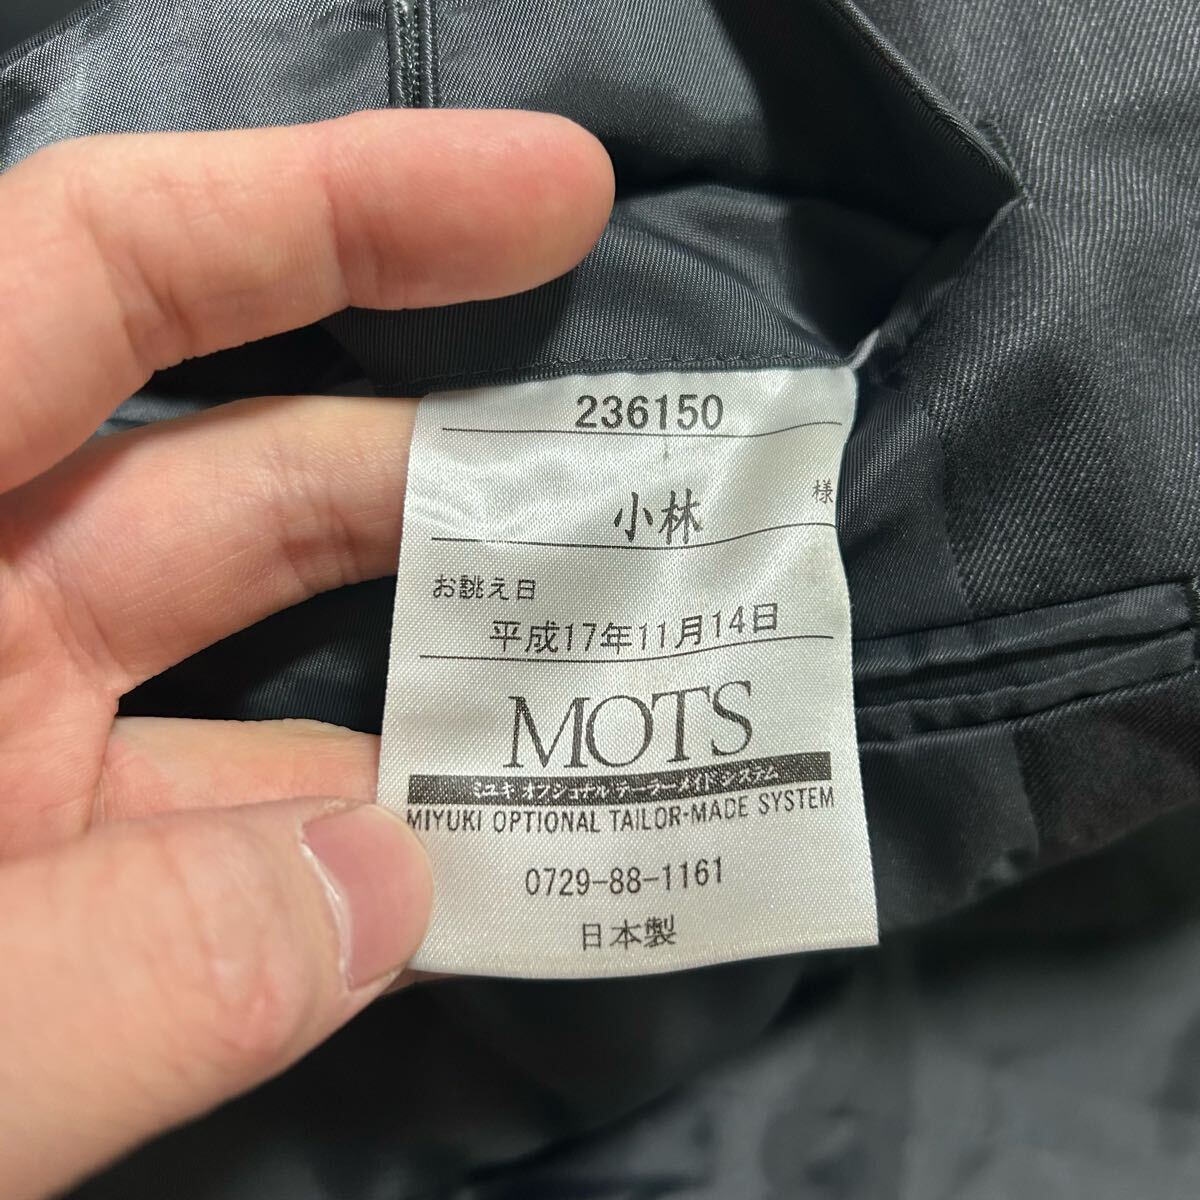 236150
小林 様
お誂え日
平成17年11月14日
MOTS
ミユキ オプショナル テーラーメイド システム
MIYUKI OPTIONAL TAILOR-MADE SYSTEM
0729-88-1161
日本製